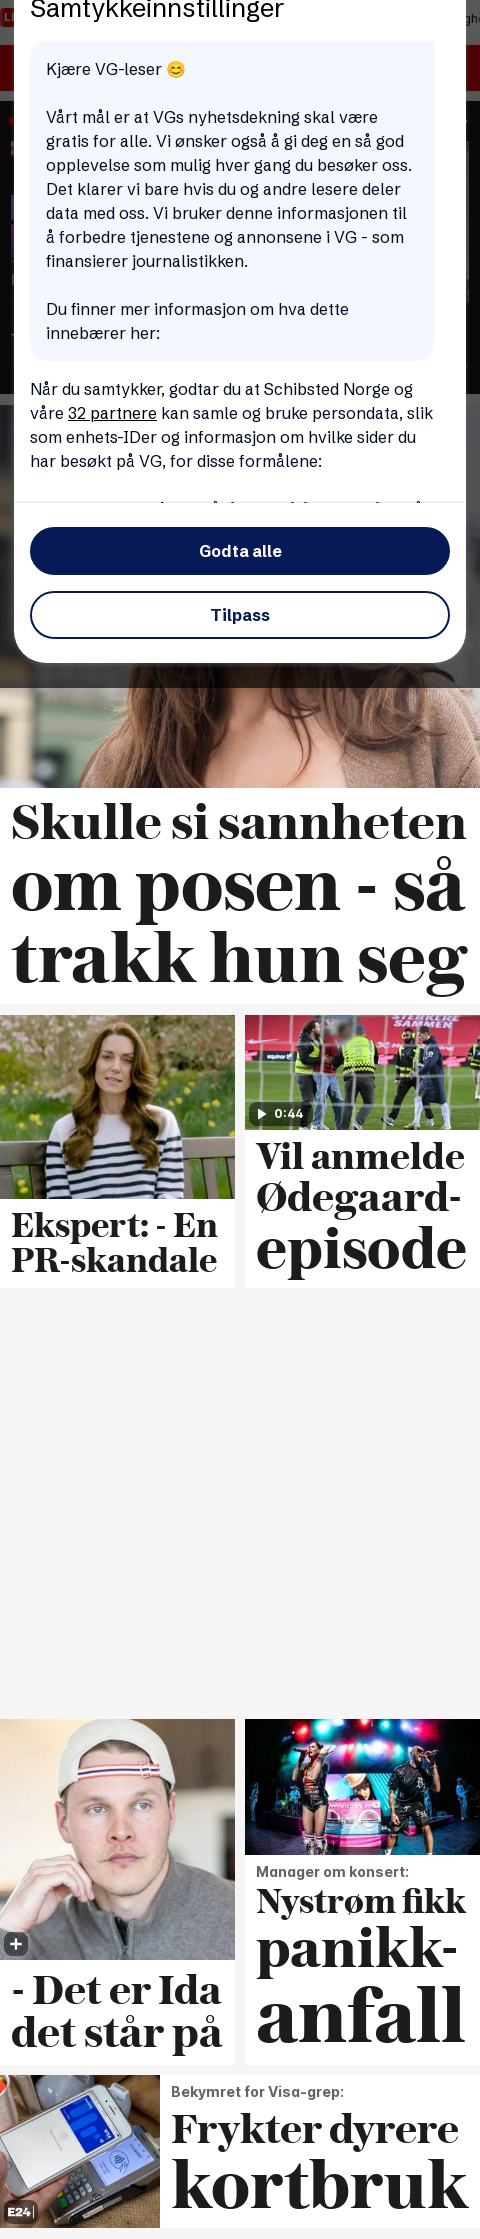 Samtykkeinnstillinger
Kjære VG-leser 😊
Vårt mål er at VGs nyhetsdekning skal være
gratis for alle. Vi ønsker også å gi deg en så god
opplevelse som mulig hver gang du besøker oss.
Det klarer vi bare hvis du og andre lesere deler
data med oss. Vi bruker denne informasjonen til
å forbedre tjenestene og annonsene i VG - som
finansierer journalistikken.
Du finner mer informasjon om hva dette
innebærer her:
Når du samtykker, godtar du at Schibsted Norge og
våre 32 partnere kan samle og bruke persondata, slik
som enhets-IDer og informasjon om hvilke sider du
har besøkt på VG, for disse formålene:
Godta alle
Tilpass
Skulle si sannheten
om posen - så
trakk hun seg
Ekspert: - En
PR-skandale
STERKERE
SAMMEN
equinor
0:44
Vil anmelde
Ødegaard-
episode
- Det er Ida
det står på
Manager om konsert:
Nystrøm fikk
panikk-
anfall
E24
Bekymret for Visa-grep:
Frykter dyrere
kortbruk